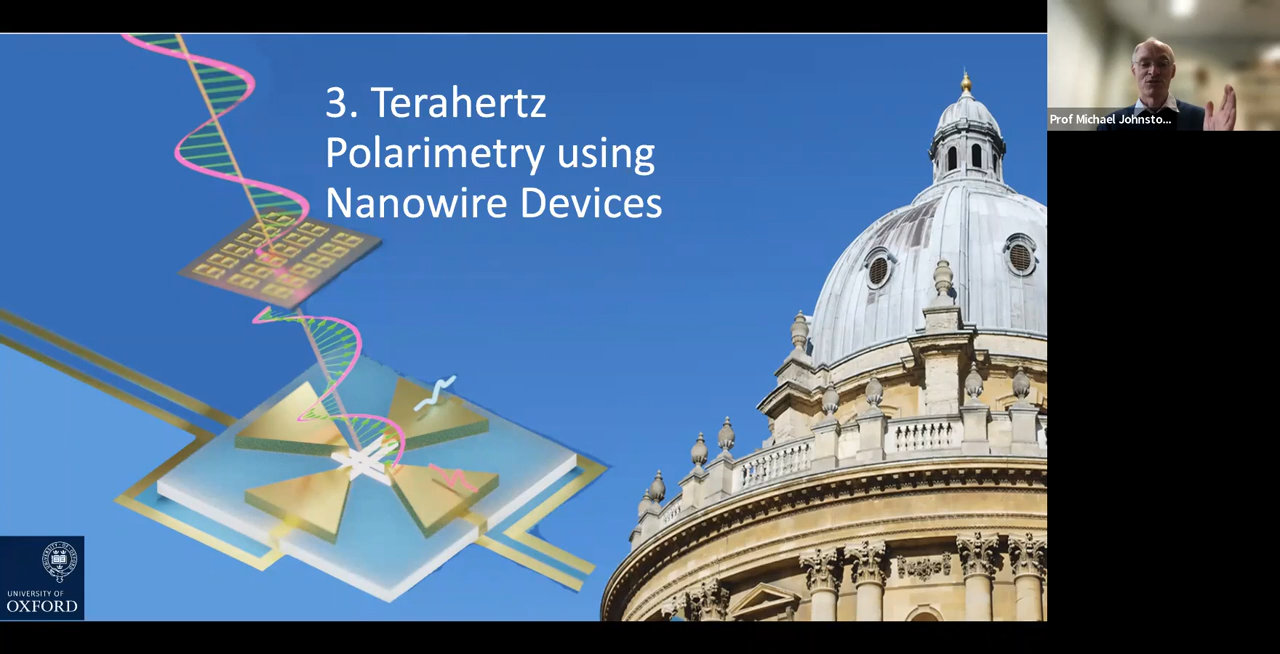 3. Terahertz
Polarimetry using
Nanowire Devices
Prof Michael Johnsto...
UNIVERSITY OF
OXFORD